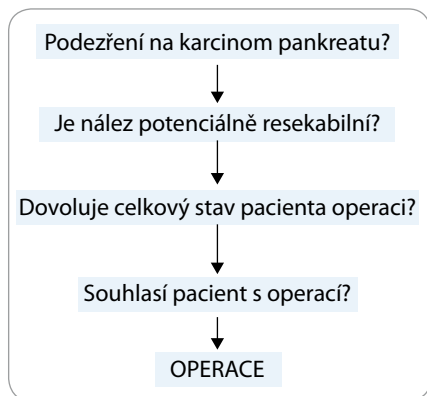 Podezření na karcinom pankreatu?
Je nález potenciálně resekabilní?
Dovoluje celkový stav pacienta operaci?
Souhlasí pacient s operací?
OPERACE